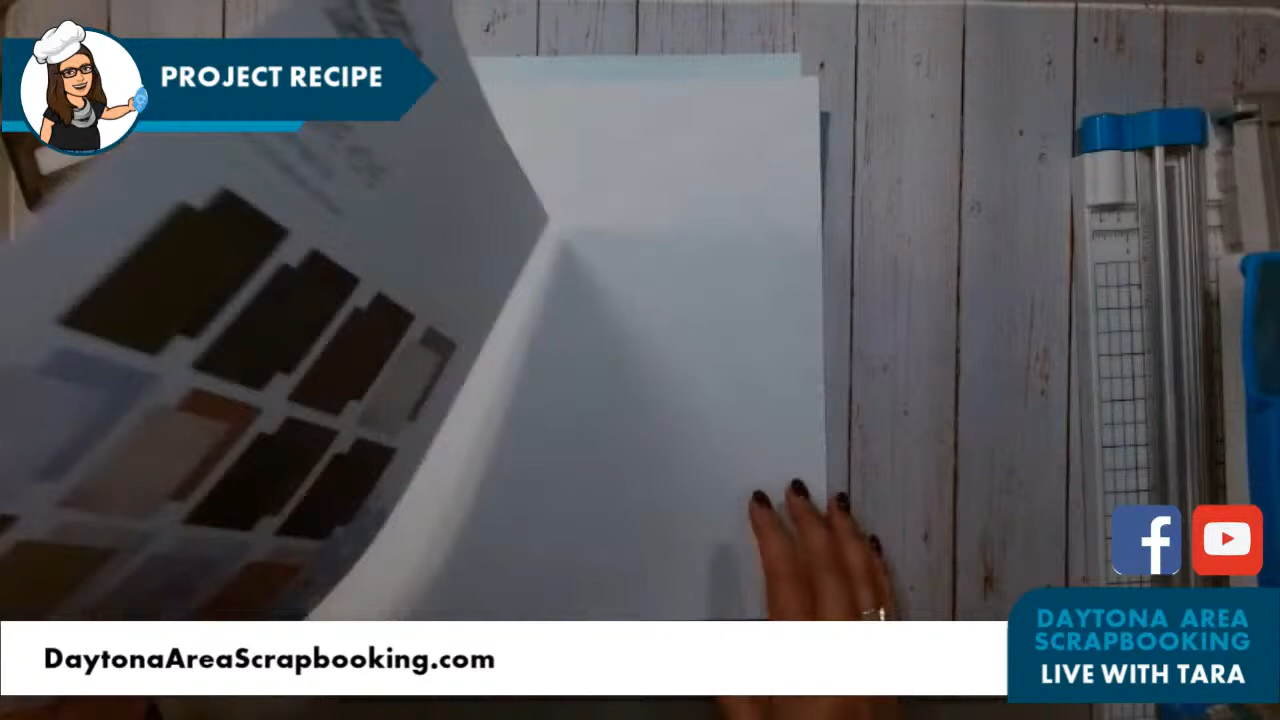 PROJECT RECIPE
DaytonaAreaScrapbooking.com
DAYTONA AREA
SCRAPBOOKING
LIVE WITH TARA